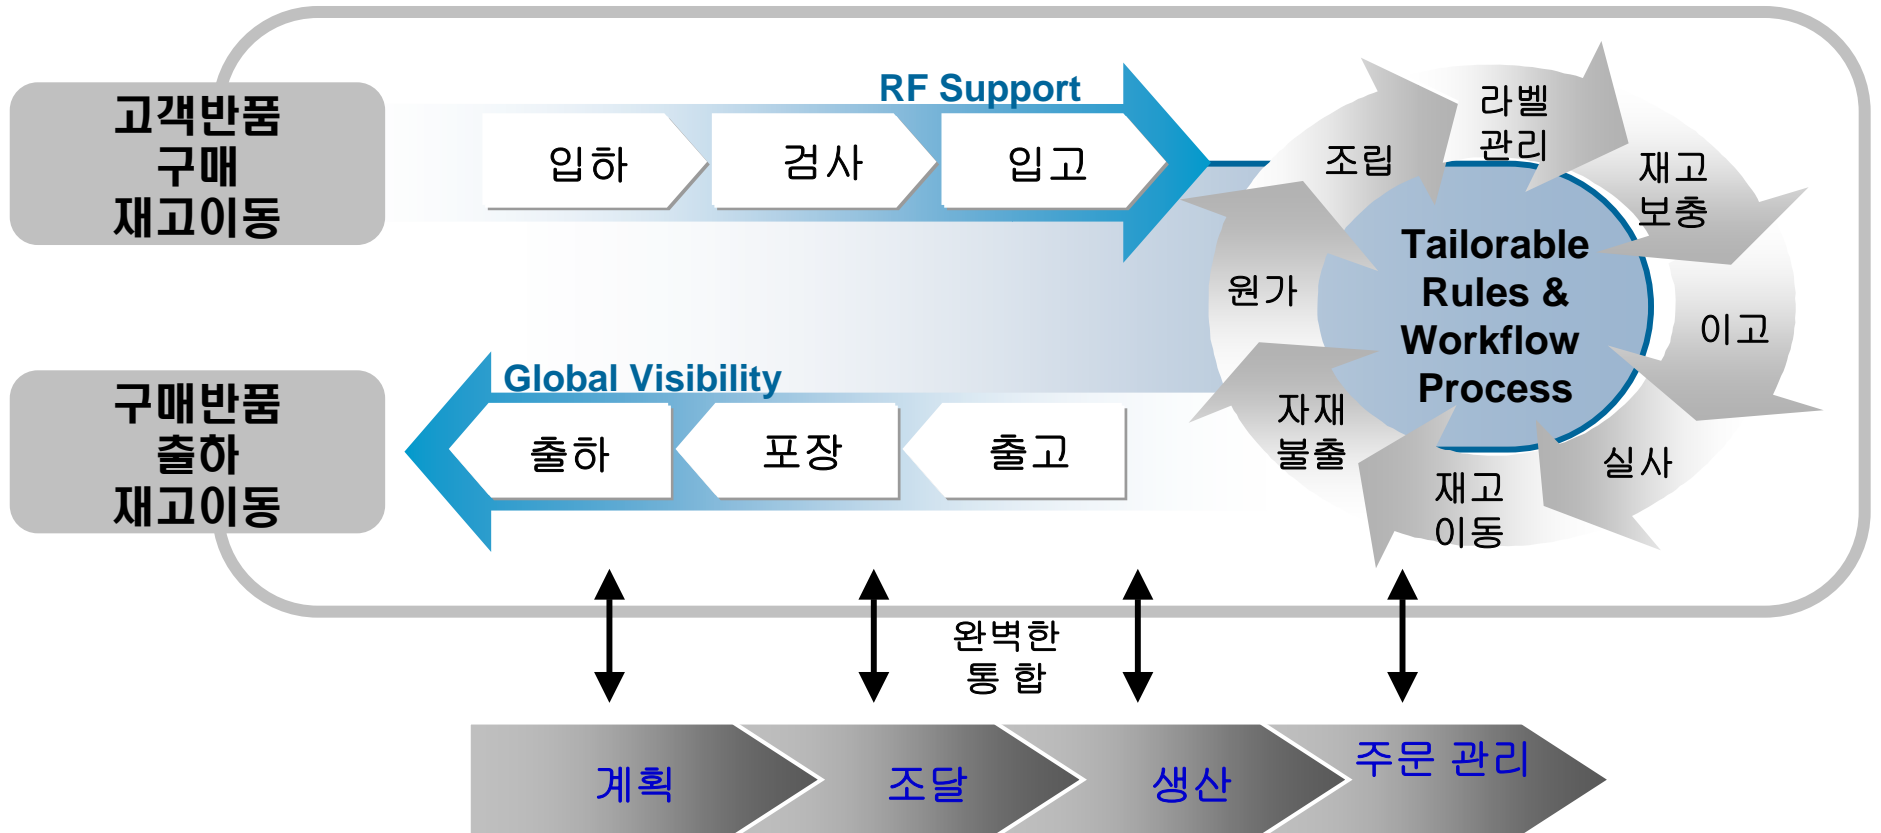 고객반품
구매
재고이동
RF Support
입하
검사
입고
구매반품
출하
재고이동
Global Visibility
출하
포장
출고
조립
라벨
관리
재고
보충
이고
실사
재고
이동
자재
불출
원가
Tailorable
Rules &
Workflow
Process
완벽한
통 합
계획
조달
생산
주문 관리